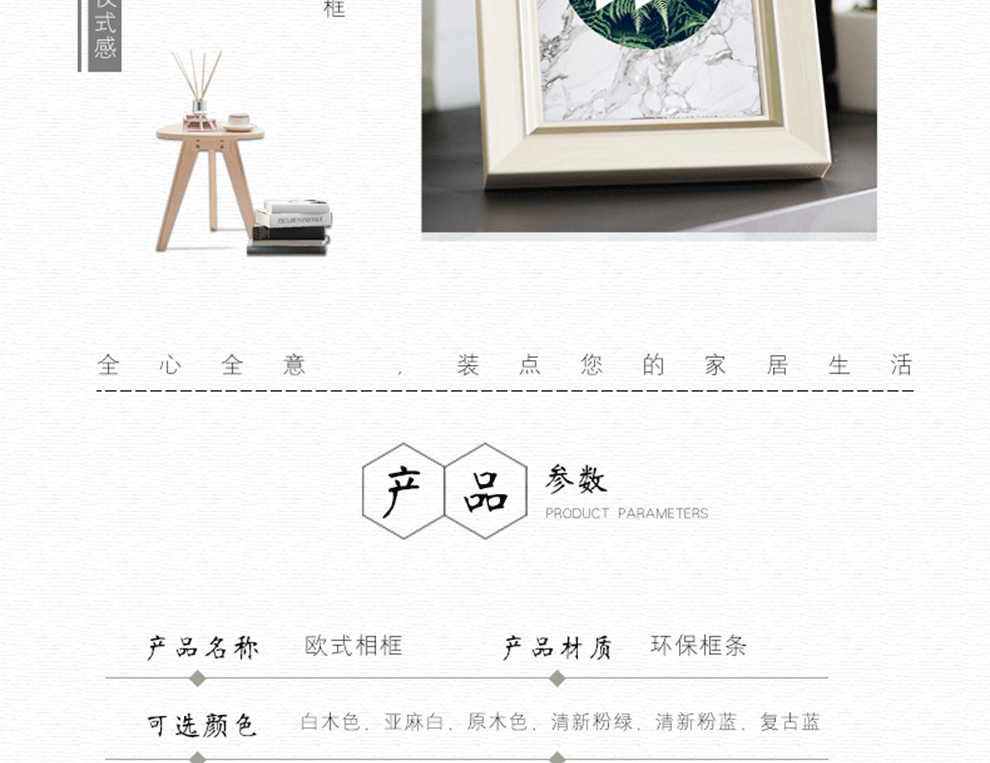 式感
框
全心全意，装点您的家居生活
产品
参数
PRODUCT PARAMETERS
产品名称 欧式相框 产品材质 环保框条
可选颜色 白木色、亚麻白、原木色、清新粉绿、清新粉蓝、复古蓝